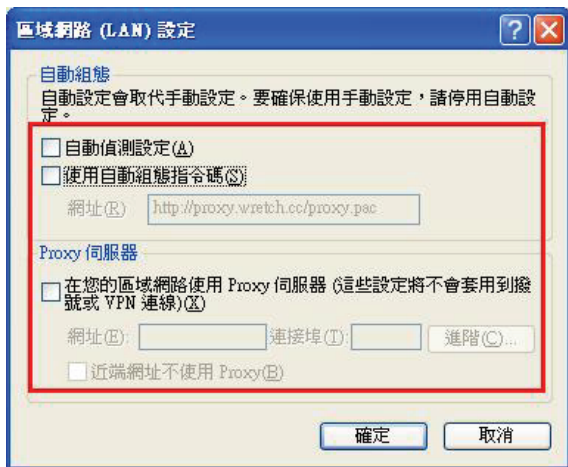 區域網路 (LAN) 設定
自動組態
自動設定會取代手動設定。要確保使用手動設定，請停用自動設
定。
自動偵測設定(A)
使用自動組態指令碼(S)
網址(R) http://proxy.wretch.cc/proxy.pac
Proxy 伺服器
在您的區域網路使用 Proxy 伺服器 (這些設定將不會套用到撥
號或 VPN 連線)(X)
網址(E): 連接埠(T): 進階(C)...
近端網址不使用 Proxy(B)
確定 取消